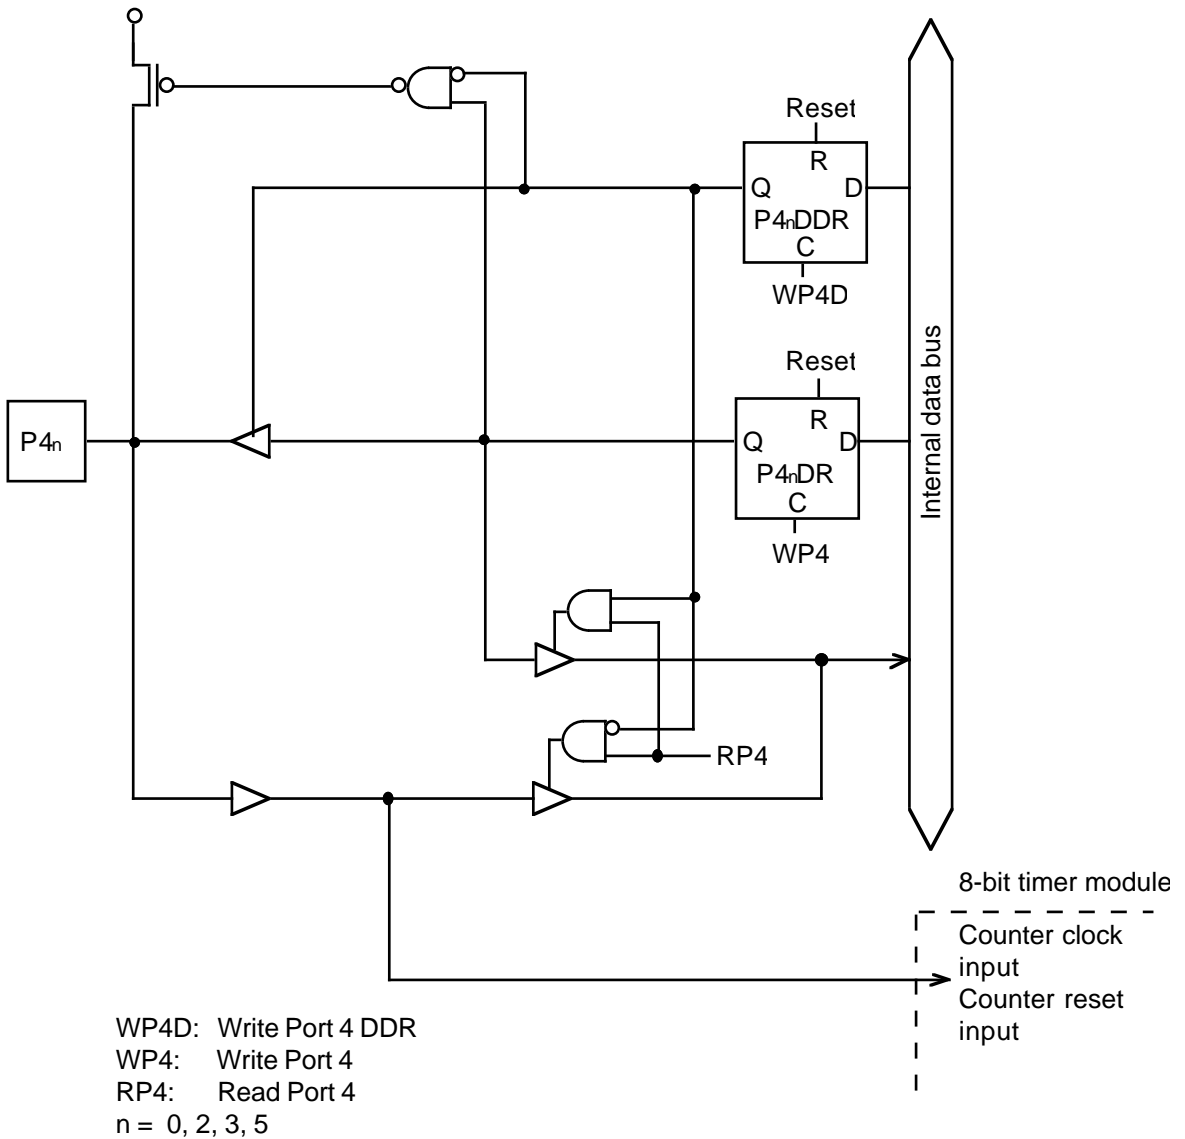 Reset
R
Q D
P4nDDR
C
WP4D
Reset
R
Q D
P4nDR
C
WP4
P4n
Internal data bus
RP4
8-bit timer module
Counter clock
input
Counter reset
input
WP4D: Write Port 4 DDR
WP4: Write Port 4
RP4: Read Port 4
n = 0, 2, 3, 5